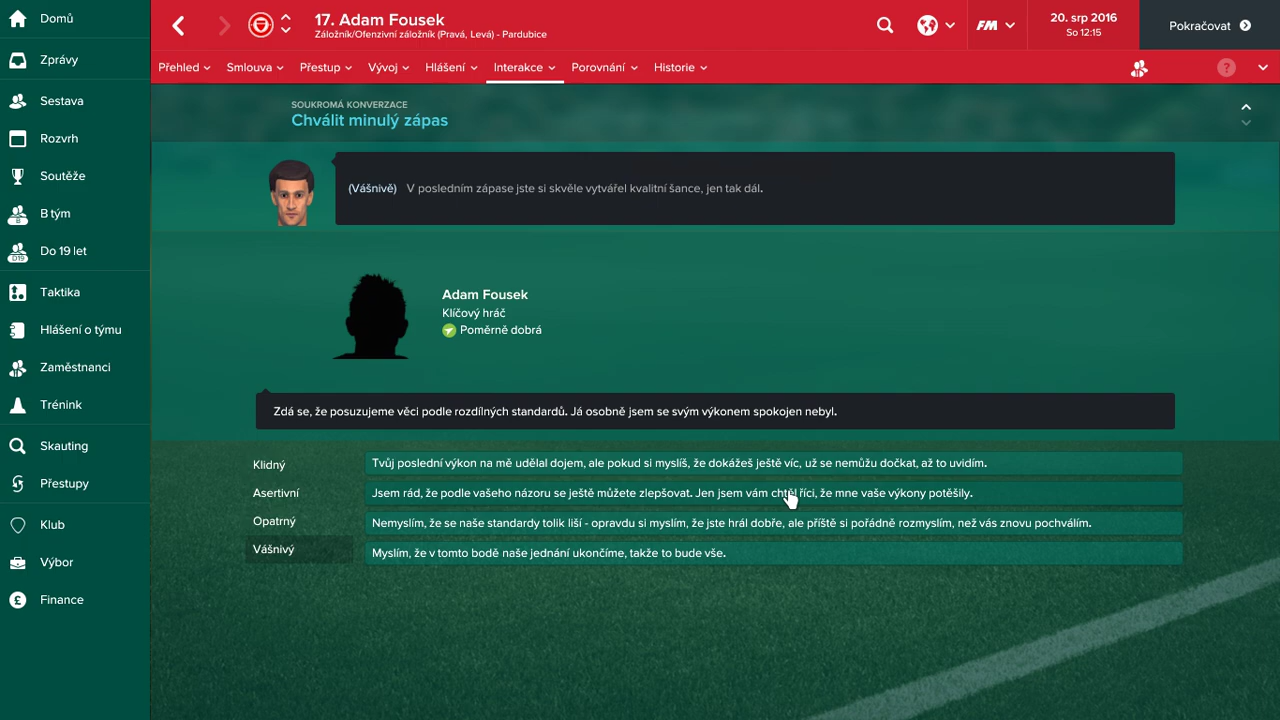 Domů
Zprávy
Sestava
Rozvrh
Soutěže
B tým
Do 19 let
Taktika
Hlášení o týmu
Zaměstnanci
Trénink
Skauting
Přestupy
Klub
Výbor
Finance
17. Adam Fousek
Záložník/Ofenzivní záložník (Pravá, Levá) - Pardubice
FM
20. srp 2016
So 12:15
Pokračovat
Přehled
Smlouva
Přestup
Vývoj
Hlášení
Interakce
Porovnání
Historie
SOUKROMÁ KONVERZACE
Chválit minulý zápas
(Vášnivě) V posledním zápase jste si skvěle vytvářel kvalitní šance, jen tak dál.
Adam Fousek
Klíčový hráč
Poměrně dobrá
Zdá se, že posuzujeme věci podle rozdílných standardů. Já osobně jsem se svým výkonem spokojen nebyl.
Klidný
Tvůj poslední výkon na mě udělal dojem, ale pokud si myslíš, že dokážeš ještě víc, už se nemůžu dočkat, až to uvidím.
Asertivní
Jsem rád, že podle vašeho názoru se ještě můžete zlepšovat. Jen jsem vám chtěl říci, že mne vaše výkony potěšily.
Opatrný
Nemyslím, že se naše standardy tolik liší - opravdu si myslím, že jste hrál dobře, ale příště si pořádně rozmyslím, než vás znovu pochválím.
Vášnivý
Myslím, že v tomto bodě naše jednání ukončíme, takže to bude vše.